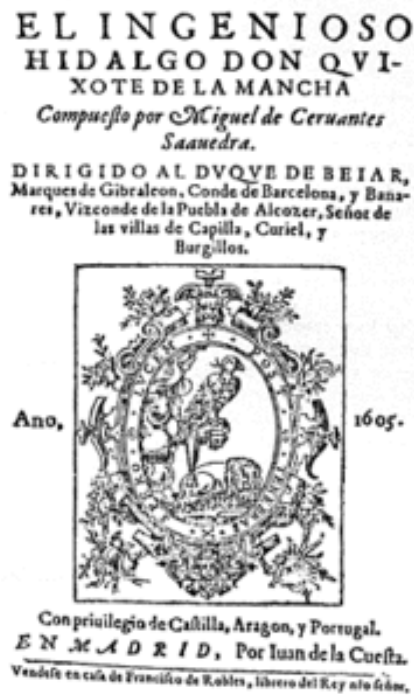 EL INGENIOSO
HIDALGO DON QVI-
XOTE DE LA MANCHA
Compuesto por Miguel de Ceruantes
Saauedra.
DIRIGIDO AL DVQVE DE BEIAR,
Marques de Gibraleon, Conde de Barcelona, y Bana-
res, Vizconde de la Puebla de Alcozer, Señor de
las villas de Capilla, Curiel, y
Burgillos.
Ano, 1605.
POST
Con priuilegio de Castilla, Aragon, y Portugal.
EN MADRID, Por Iuan de la Cuesta.
Vendese en casa de Francisco de Robles, librero del Rey nro señor.